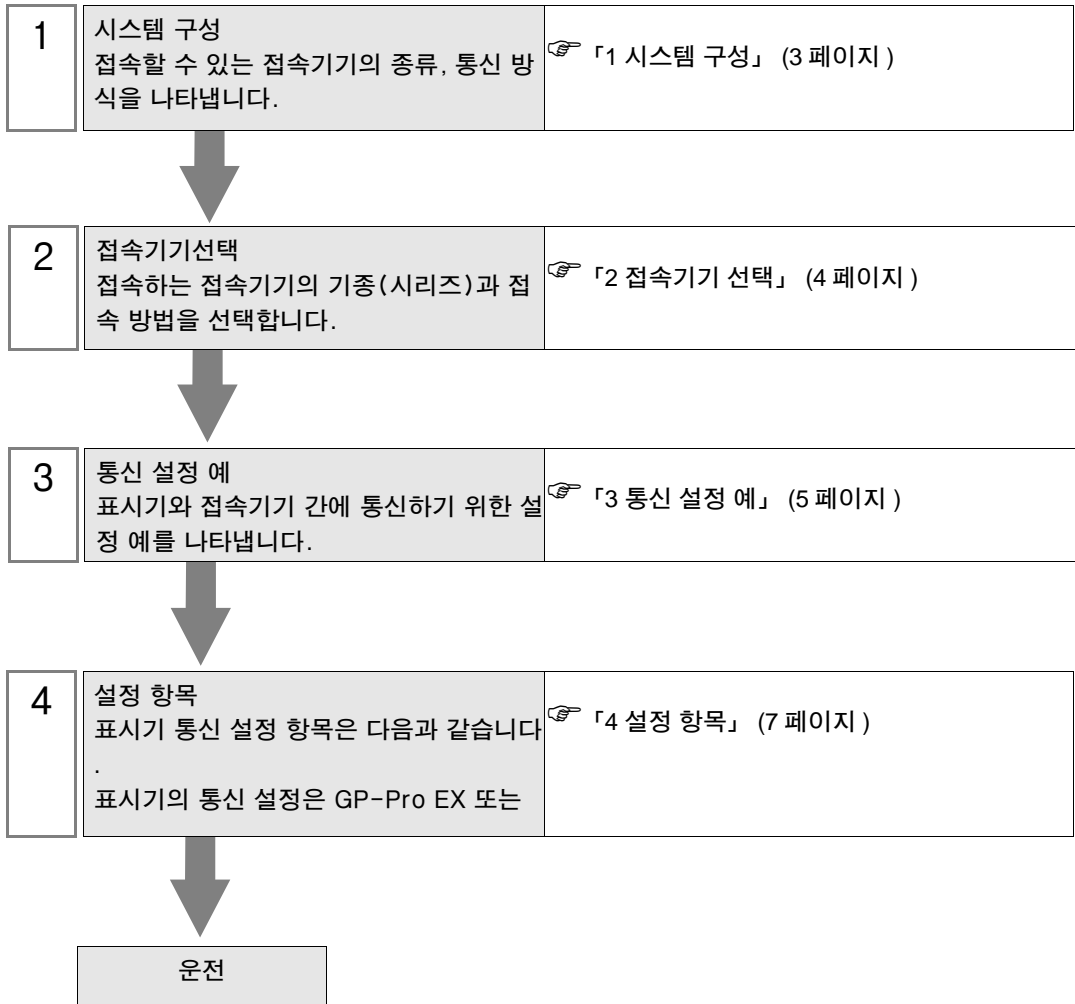 1
시스템 구성
접속할 수 있는 접속기기의 종류, 통신 방
식을 나타냅니다.
☞ 「1 시스템 구성」 (3 페이지 )
2
접속기기선택
접속하는 접속기기의 기종(시리즈)과 접
속 방법을 선택합니다.
☞ 「2 접속기기 선택」 (4 페이지 )
3
통신 설정 예
표시기와 접속기기 간에 통신하기 위한 설
정 예를 나타냅니다.
☞ 「3 통신 설정 예」 (5 페이지 )
4
설정 항목
표시기 통신 설정 항목은 다음과 같습니다
.
표시기의 통신 설정은 GP-Pro EX 또는
☞ 「4 설정 항목」 (7 페이지 )
운전